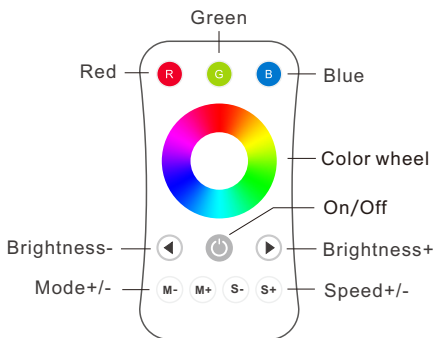 Green
Red R G B Blue
Color wheel
On/Off
Brightness- Brightness+
Mode+/- M- M+ S- S+ Speed+/-